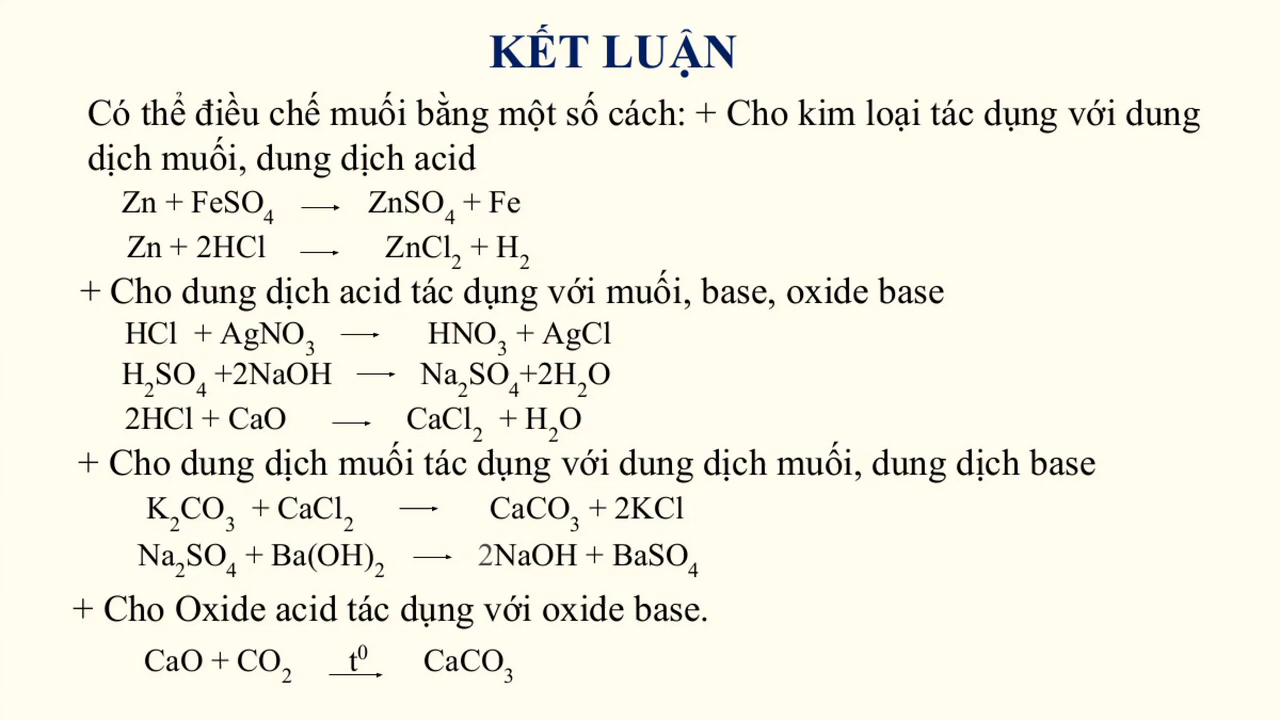 KẾT LUẬN
Có thể điều chế muối bằng một số cách: + Cho kim loại tác dụng với dung
dịch muối, dung dịch acid
Zn + FeSO₄ ⟶ ZnSO₄ + Fe
Zn + 2HCl ⟶ ZnCl₂ + H₂
+ Cho dung dịch acid tác dụng với muối, base, oxide base
HCl + AgNO₃ ⟶ HNO₃ + AgCl
H₂SO₄ +2NaOH ⟶ Na₂SO₄+2H₂O
2HCl + CaO ⟶ CaCl₂ + H₂O
+ Cho dung dịch muối tác dụng với dung dịch muối, dung dịch base
K₂CO₃ + CaCl₂ ⟶ CaCO₃ + 2KCl
Na₂SO₄ + Ba(OH)₂ ⟶ 2NaOH + BaSO₄
+ Cho Oxide acid tác dụng với oxide base.
CaO + CO₂ t⁰⟶ CaCO₃